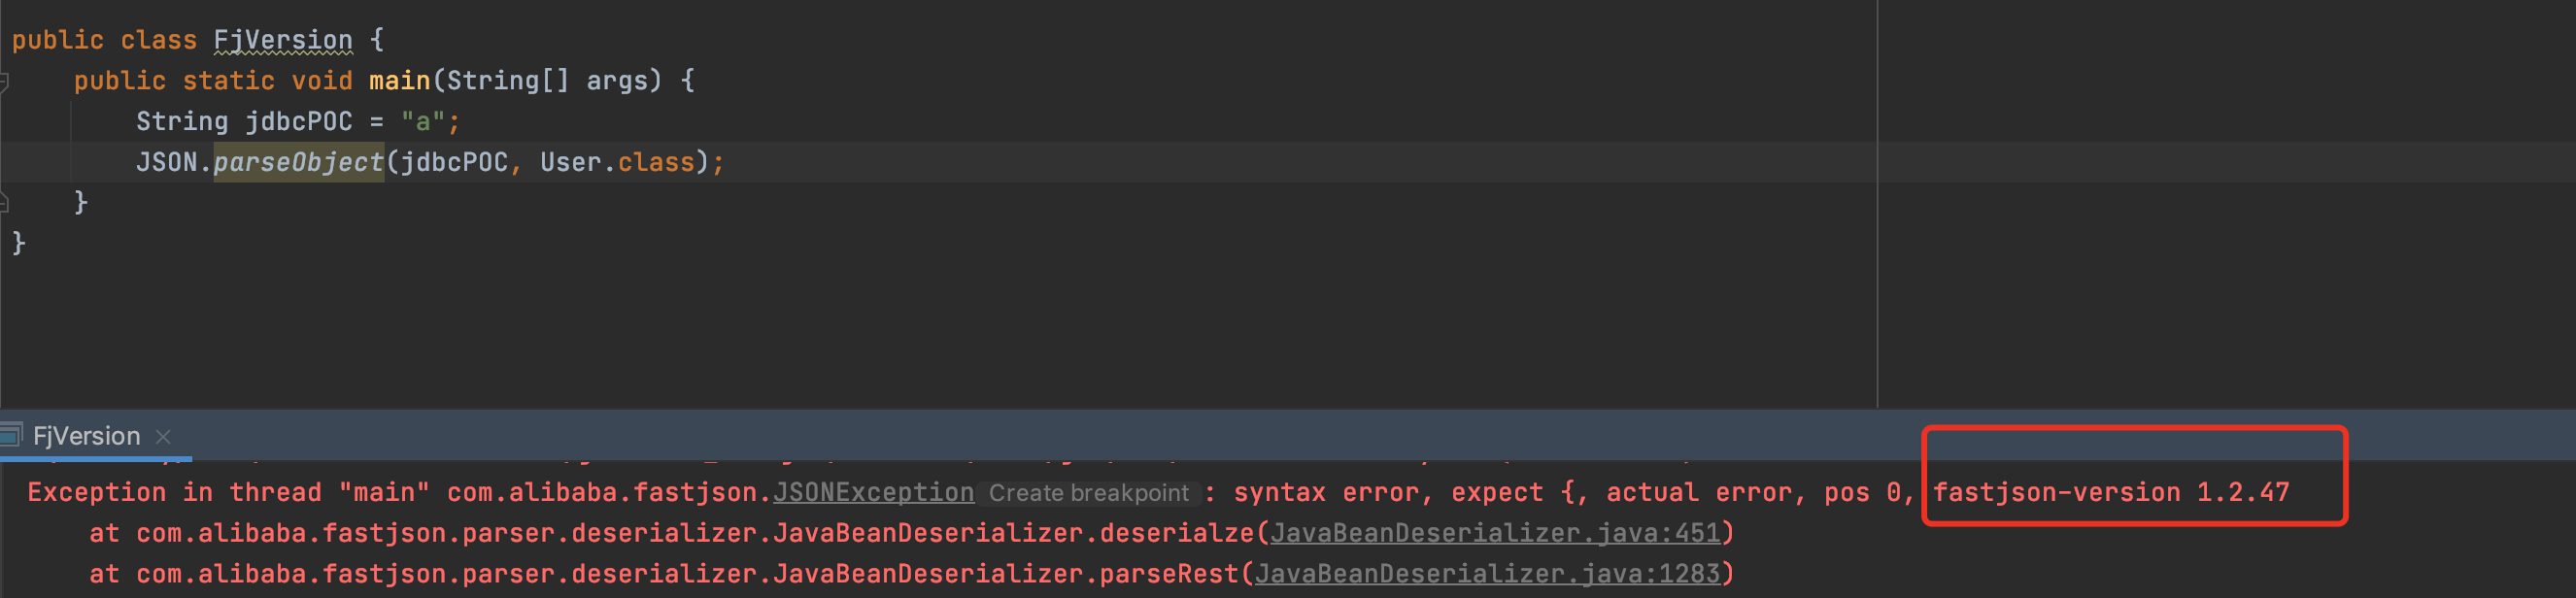 public class FjVersion {
    public static void main(String[] args) {
        String jdbcPOC = "a";
        JSON.parseObject(jdbcPOC, User.class);
    }
}
FjVersion ×
Exception in thread "main" com.alibaba.fastjson.JSONException Create breakpoint : syntax error, expect {, actual error, pos 0, fastjson-version 1.2.47
    at com.alibaba.fastjson.parser.deserializer.JavaBeanDeserializer.deserialze(JavaBeanDeserializer.java:451)
    at com.alibaba.fastjson.parser.deserializer.JavaBeanDeserializer.parseRest(JavaBeanDeserializer.java:1283)